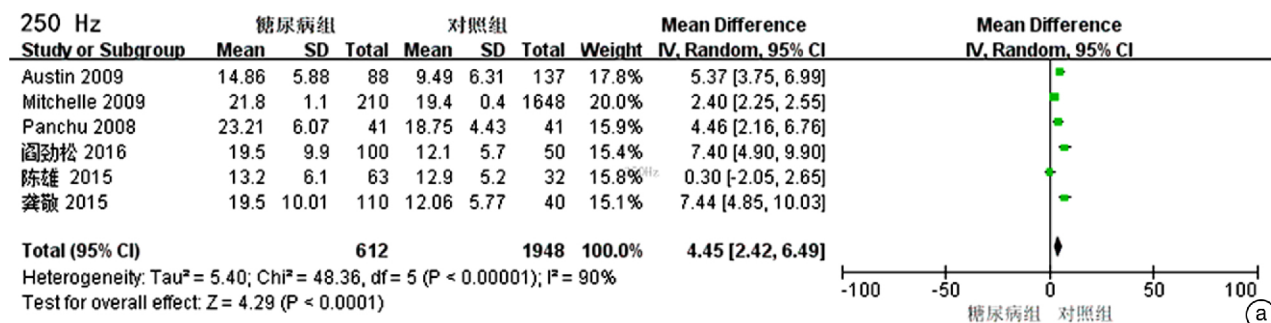 250 Hz 糖尿病组 对照组 Mean Difference Mean Difference
Study or Subgroup Mean SD Total Mean SD Total Weight IV, Random, 95% CI IV, Random, 95% CI
Austin 2009 14.86 5.88 88 9.49 6.31 137 17.8% 5.37 [3.75, 6.99]
Mitchelle 2009 21.8 1.1 210 19.4 0.4 1648 20.0% 2.40 [2.25, 2.55]
Panchu 2008 23.21 6.07 41 18.75 4.43 41 15.9% 4.46 [2.16, 6.76]
阎劲松 2016 19.5 9.9 100 12.1 5.7 50 15.4% 7.40 [4.90, 9.90]
陈雄 2015 13.2 6.1 63 12.9 5.2 32 15.8% 0.30 [-2.05, 2.65]
龚敬 2015 19.5 10.01 110 12.06 5.77 40 15.1% 7.44 [4.85, 10.03]
Total (95% CI) 612 1948 100.0% 4.45 [2.42, 6.49]
Heterogeneity: Tau² = 5.40; Chi² = 48.36, df = 5 (P < 0.00001); I² = 90%
Test for overall effect: Z = 4.29 (P < 0.0001)
-100 -50 0 50 100
糖尿病组 对照组
a